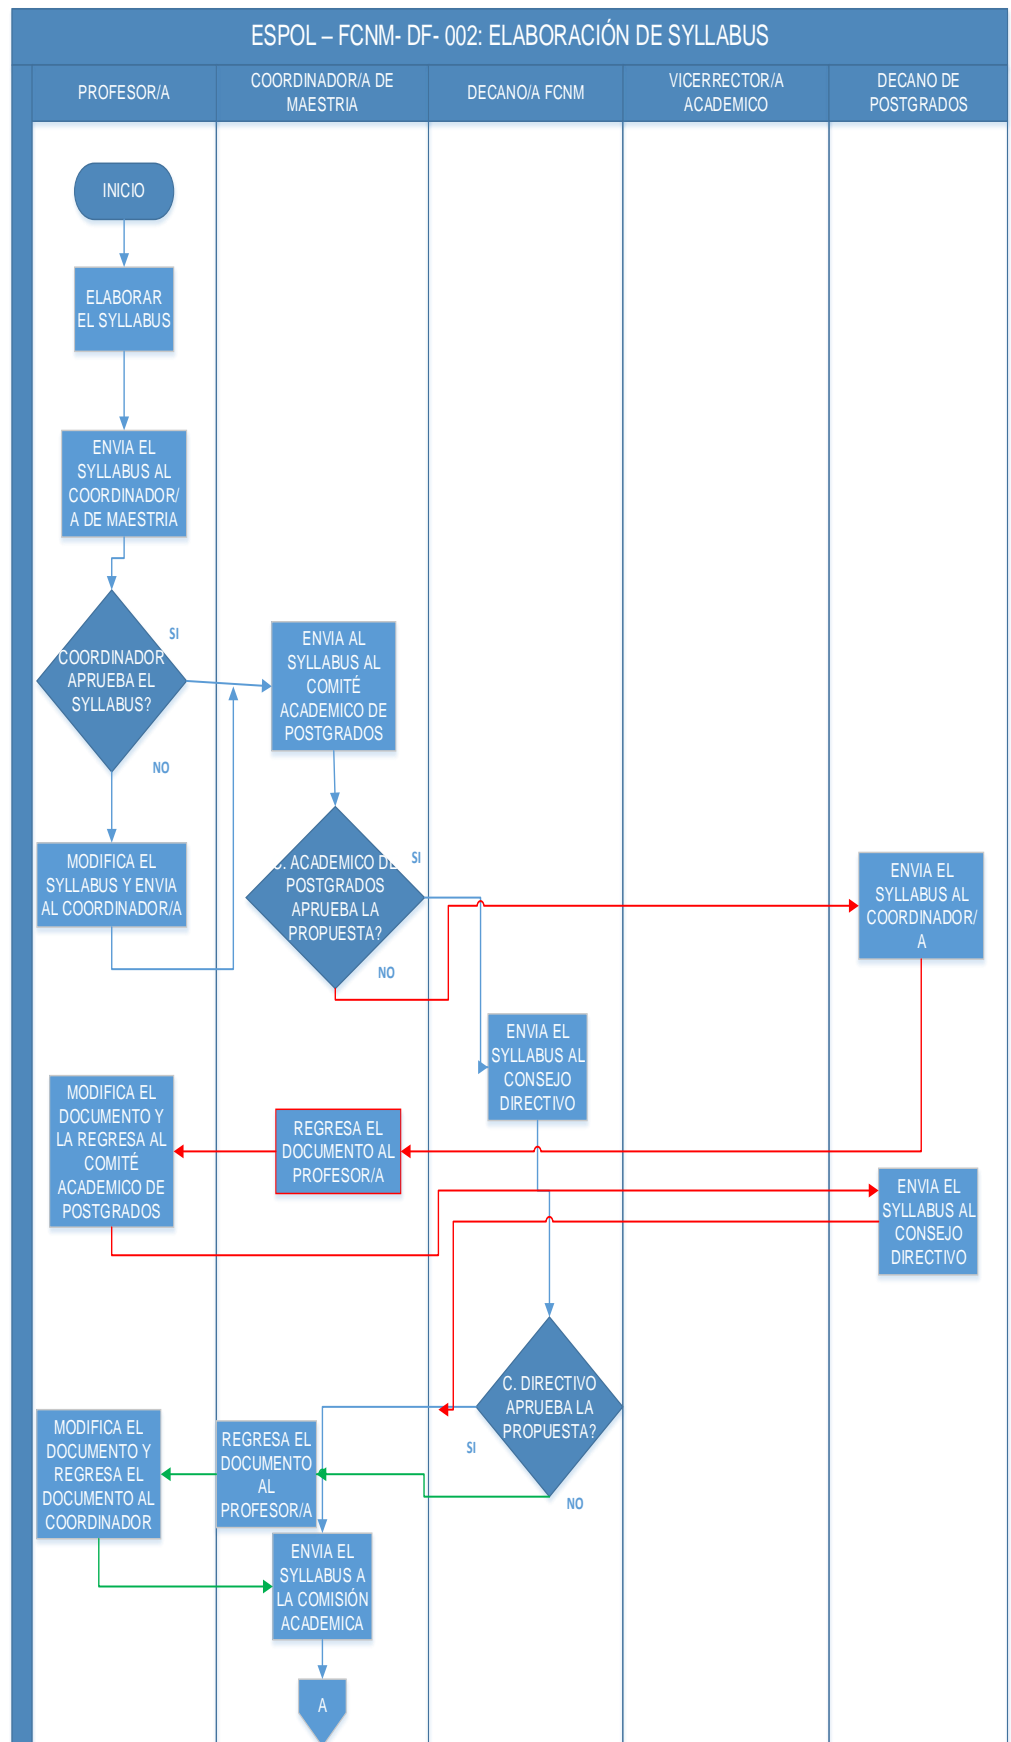 ESPOL – FCNM- DF- 002: ELABORACIÓN DE SYLLABUS
PROFESOR/A
COORDINADOR/A DE
MAESTRIA
DECANO/A FCNM
VICERRECTOR/A
ACADEMICO
DECANO DE
POSTGRADOS
INICIO
ELABORAR
EL SYLLABUS
ENVIA EL
SYLLABUS AL
COORDINADOR/
A DE MAESTRIA
COORDINADOR
APRUEBA EL
SYLLABUS?
SI
NO
ENVIA AL
SYLLABUS AL
COMITÉ
ACADEMICO DE
POSTGRADOS
MODIFICA EL
SYLLABUS Y ENVIA
AL COORDINADOR/A
C. ACADEMICO DE
POSTGRADOS
APRUEBA LA
PROPUESTA?
SI
NO
ENVIA EL
SYLLABUS AL
COORDINADOR/
A
ENVIA EL
SYLLABUS AL
CONSEJO
DIRECTIVO
MODIFICA EL
DOCUMENTO Y
LA REGRESA AL
COMITÉ
ACADEMICO DE
POSTGRADOS
REGRESA EL
DOCUMENTO AL
PROFESOR/A
ENVIA EL
SYLLABUS AL
CONSEJO
DIRECTIVO
C. DIRECTIVO
APRUEBA LA
PROPUESTA?
SI
NO
MODIFICA EL
DOCUMENTO Y
REGRESA EL
DOCUMENTO AL
COORDINADOR
REGRESA EL
DOCUMENTO
AL
PROFESOR/A
ENVIA EL
SYLLABUS A
LA COMISIÓN
ACADEMICA
A